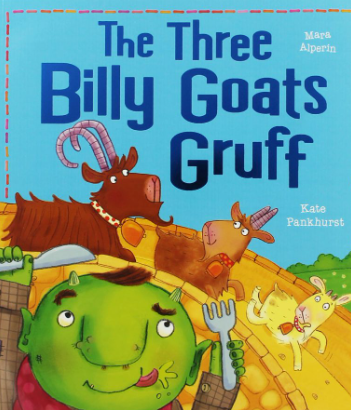 The Three
Mara
Alperin
Billy Goats
Gruff
Kate
Pankhurst